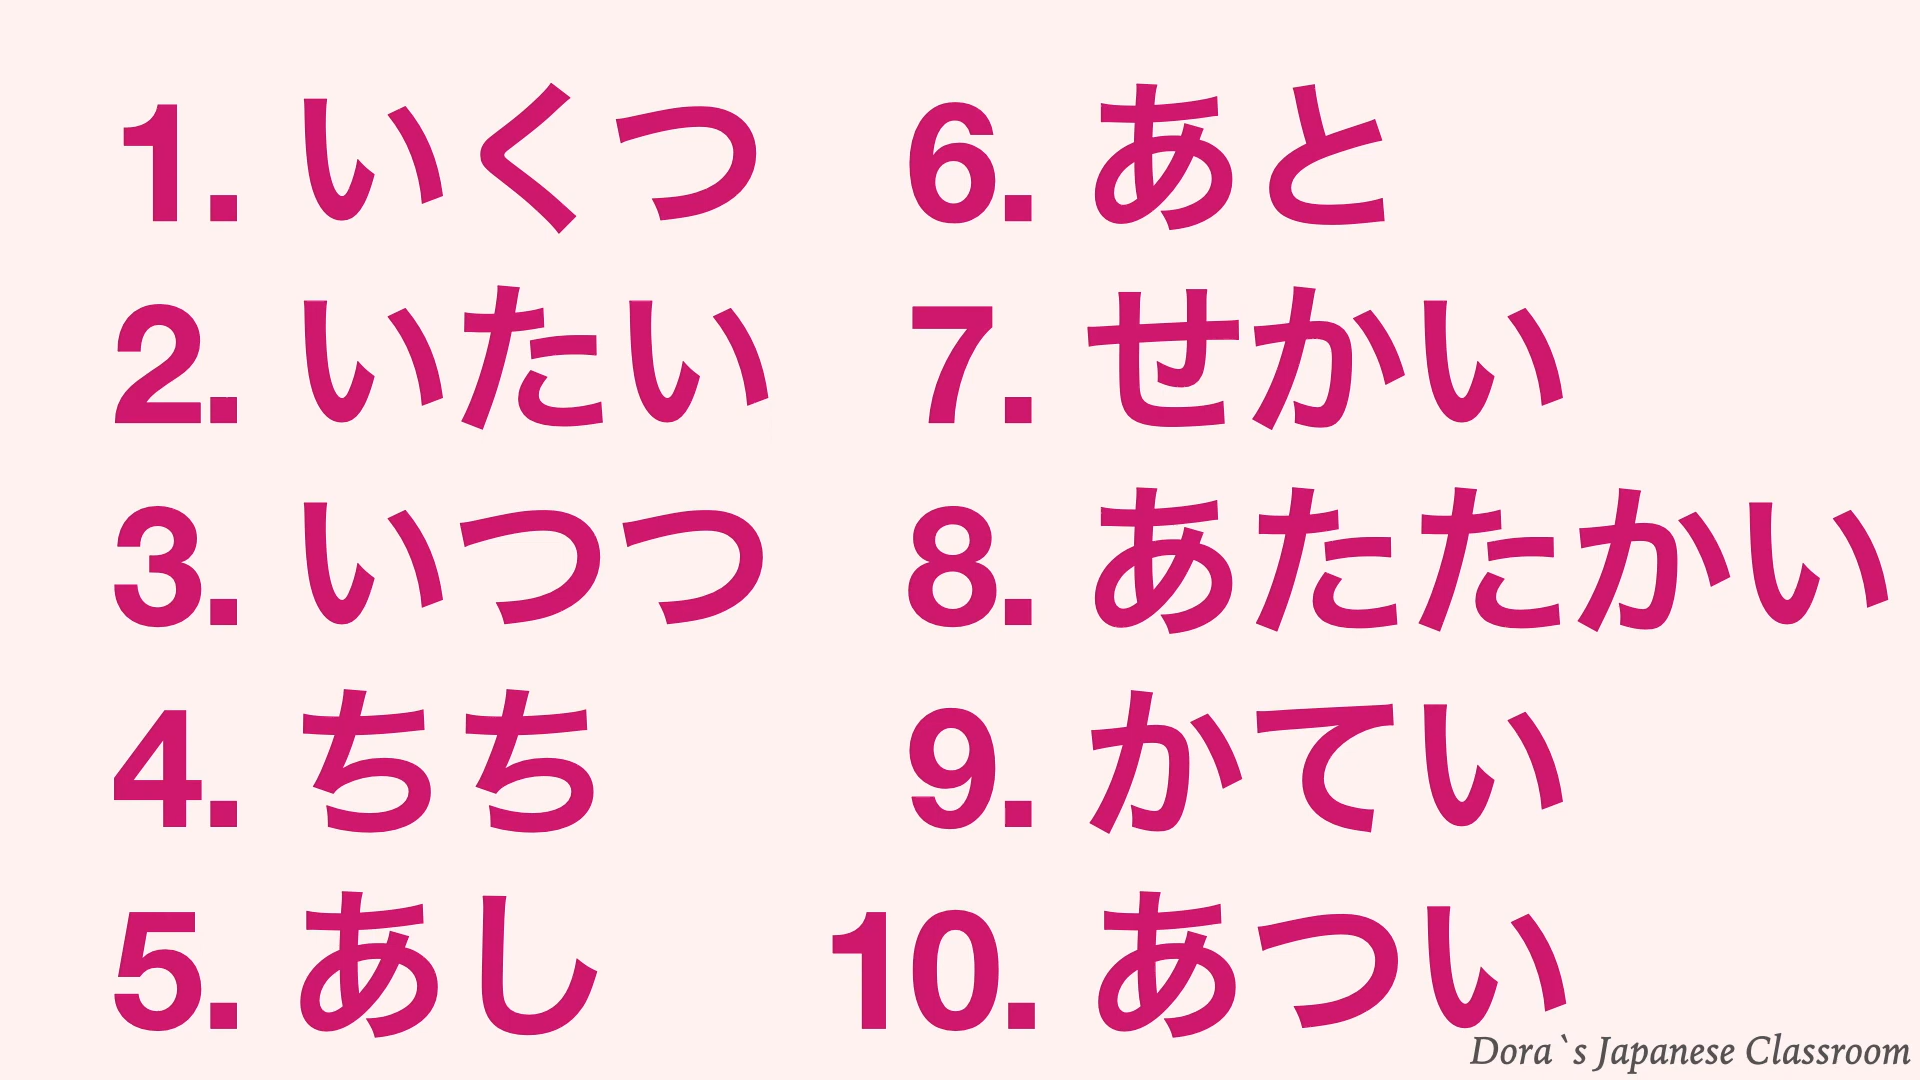 1. いくつ
2. いたい
3. いつつ
4. ちち
5. あし
6. あと
7. せかい
8. あたたかい
9. かてい
10. あつい
Dora`s Japanese Classroom